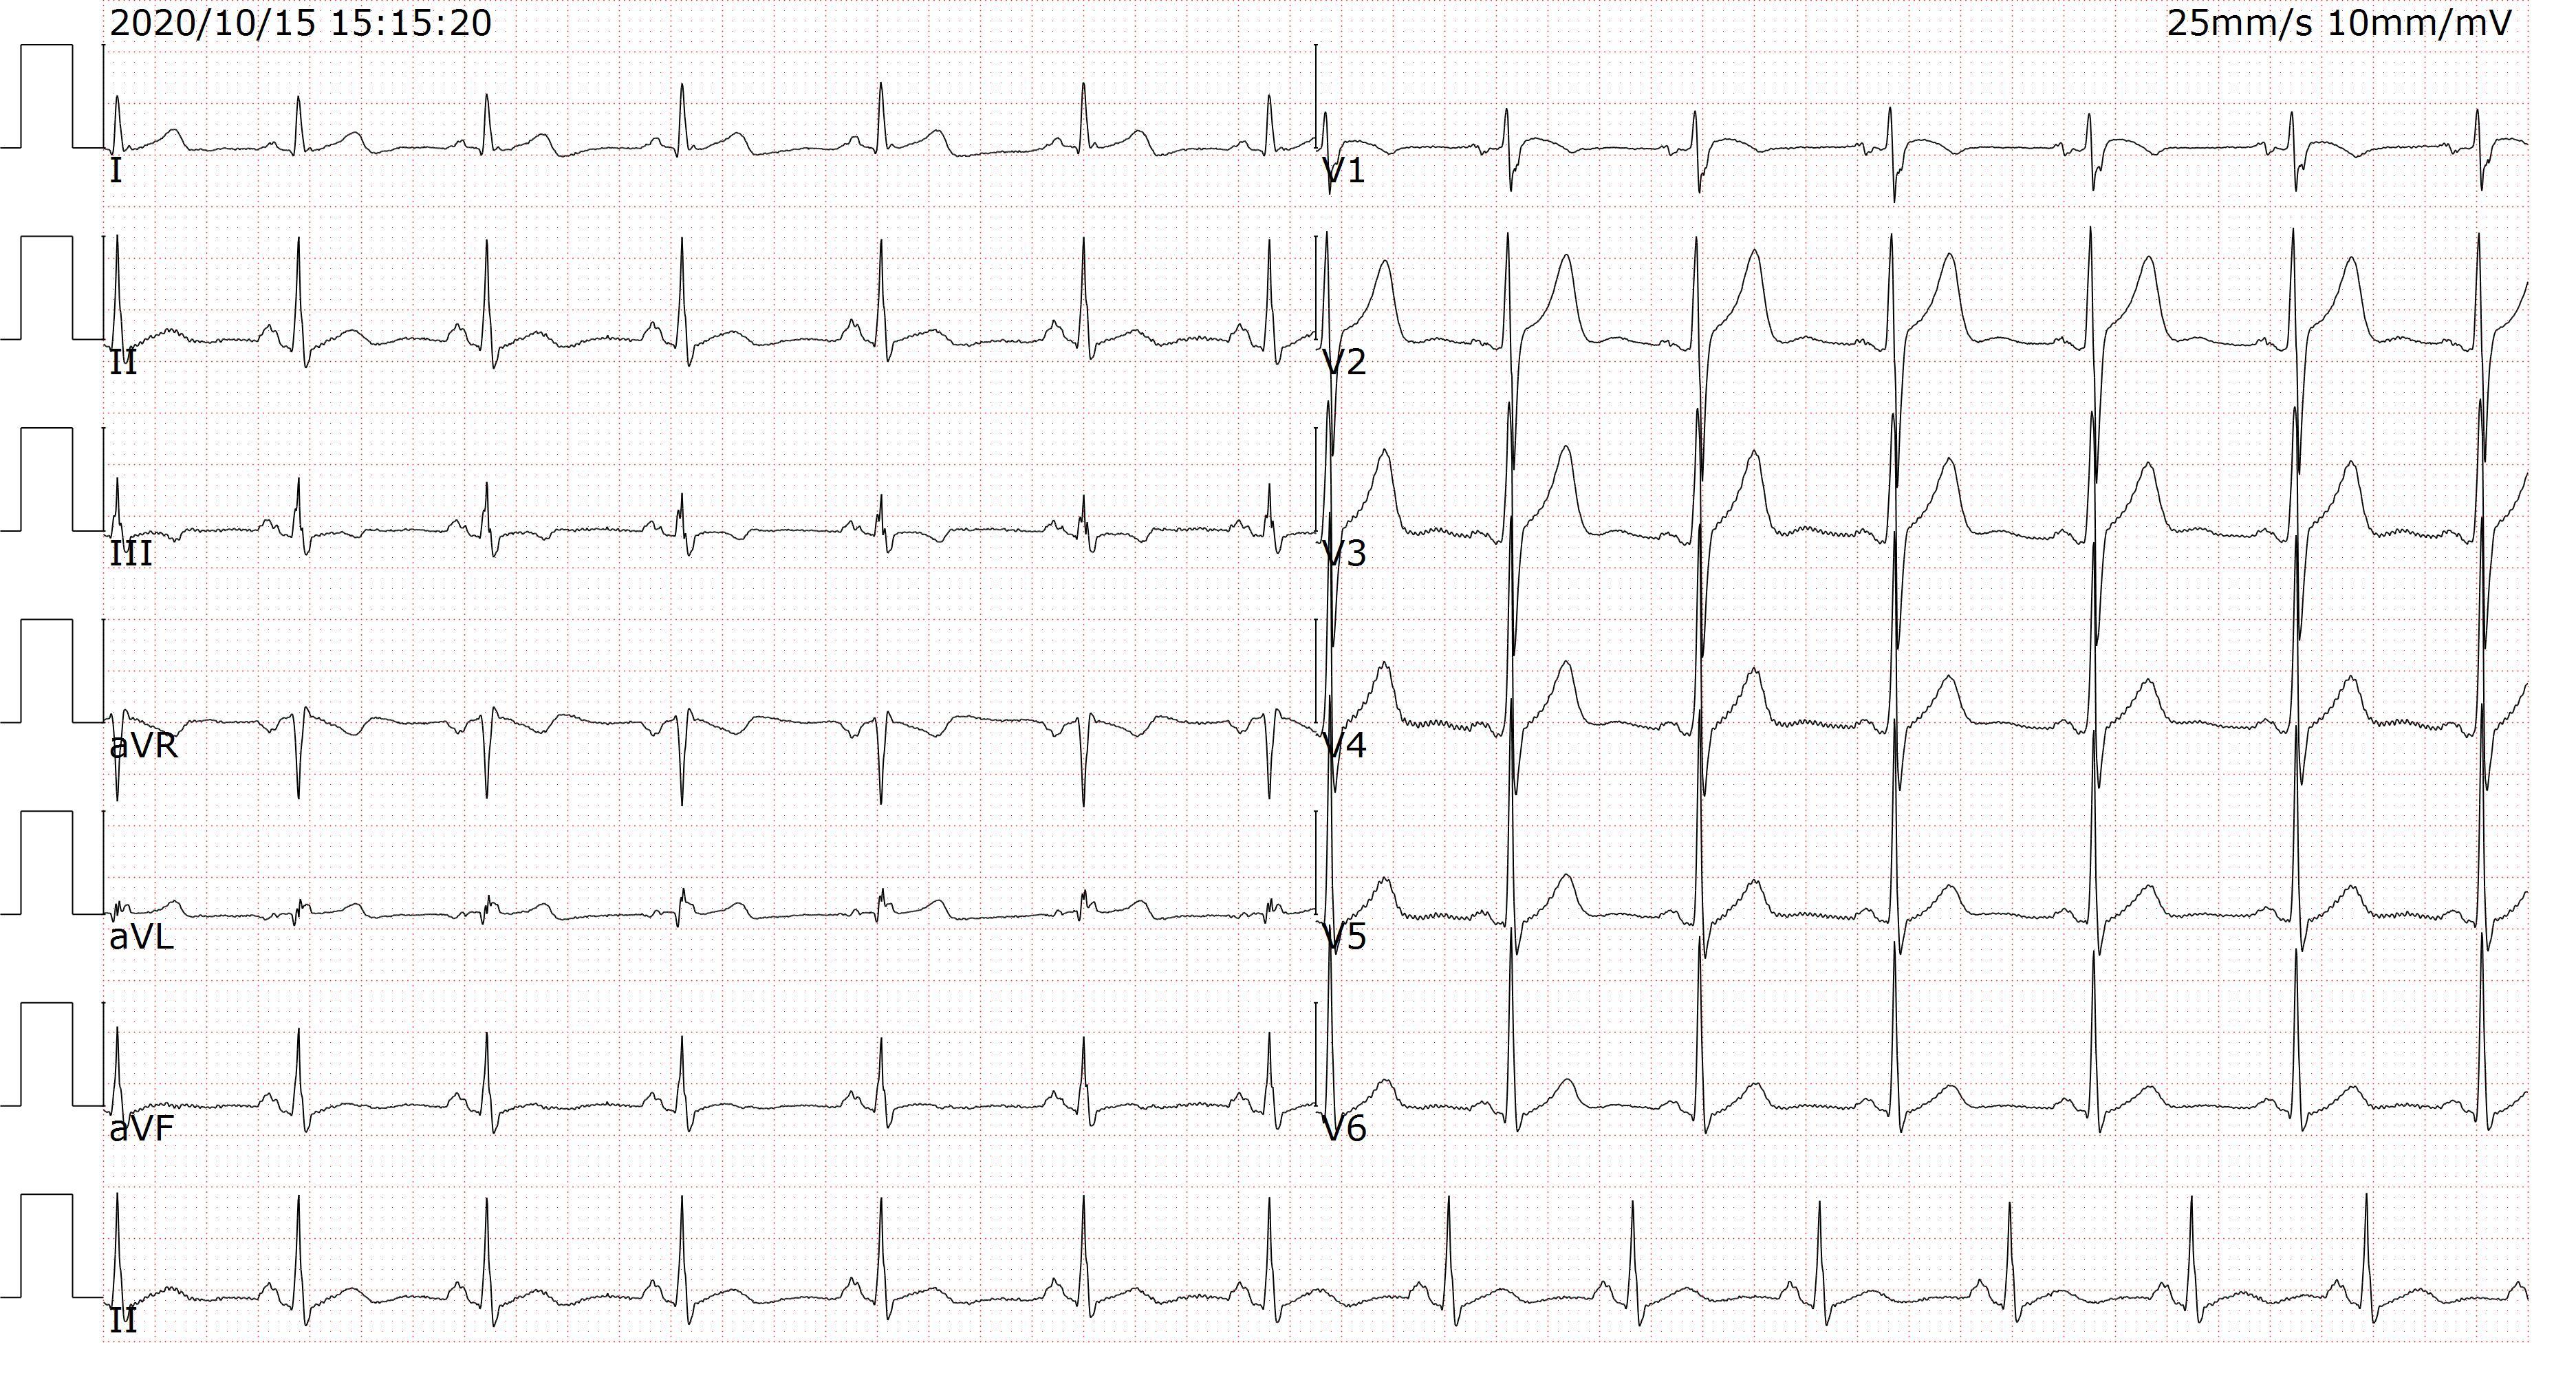 2020/10/15 15:15:20 25mm/s 10mm/mV
I V1
II V2
III V3
aVR V4
aVL V5
aVF V6
II